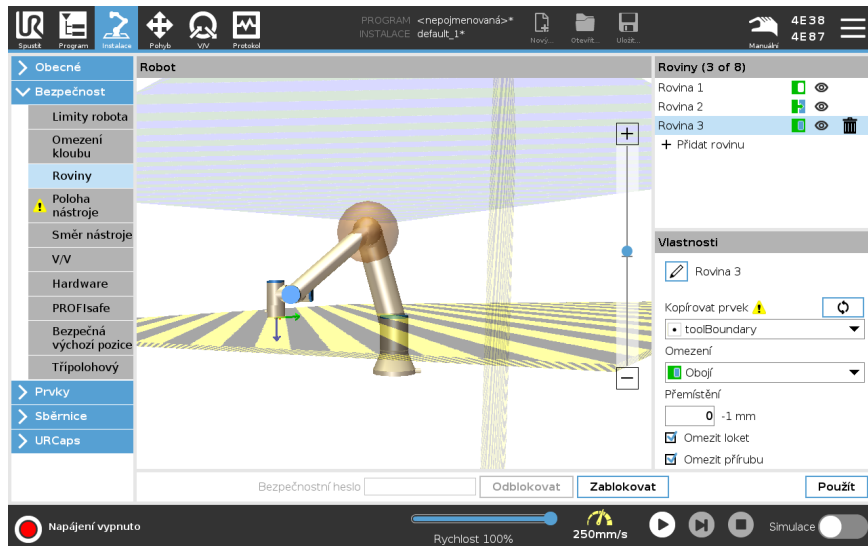 PROGRAM <nepojmenovaná>*
INSTALACE default_1*
Spustit Program Instalace Pohyb V/V Protokol
Nový... Otevřít... Uložit...
Manuální
4E38
4E87
Obecné
Bezpečnost
Limity robota
Omezení
kloubu
Roviny
Poloha
nástroje
Směr nástroje
V/V
Hardware
PROFIsafe
Bezpečná
výchozí pozice
Třípolohový
Prvky
Sběrnice
URCaps
Robot
Roviny (3 of 8)
Rovina 1
Rovina 2
Rovina 3
+ Přidat rovinu
Vlastnosti
Rovina 3
Kopírovat prvek
toolBoundary
Omezení
Obojí
Přemístění
0 -1 mm
Omezit loket
Omezit přírubu
Bezpečnostní heslo
Odblokovat
Zablokovat
Použít
Napájení vypnuto
Rychlost 100%
250mm/s
Simulace